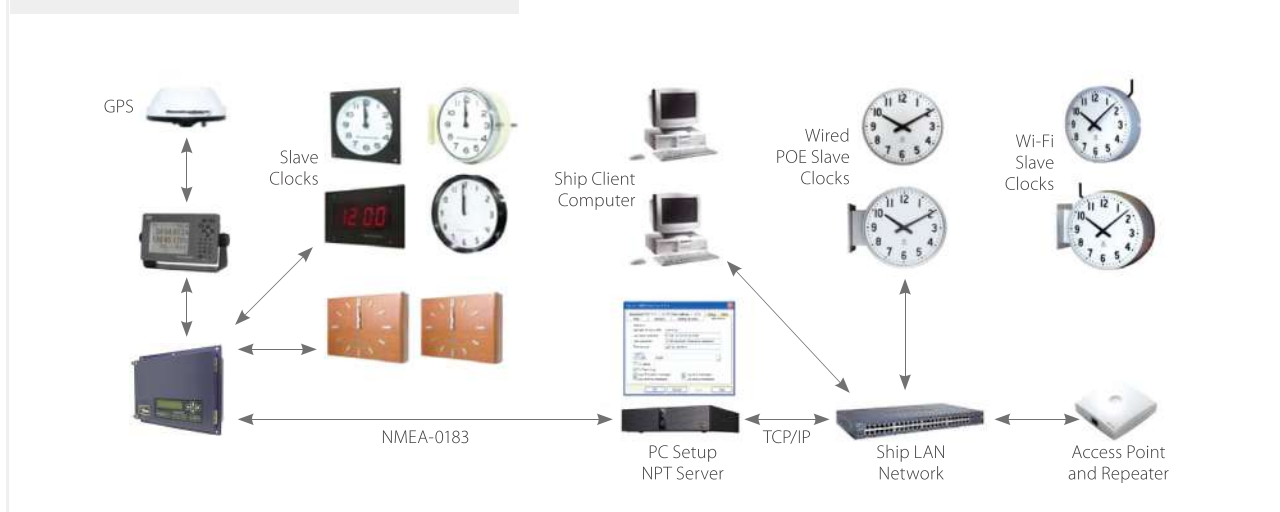 GPS
Slave
Clocks
12:00
Ship Client
Computer
Wired
POE Slave
Clocks
Wi-Fi
Slave
Clocks
NMEA-0183
PC Setup
NPT Server
TCP/IP
Ship LAN
Network
Access Point
and Repeater